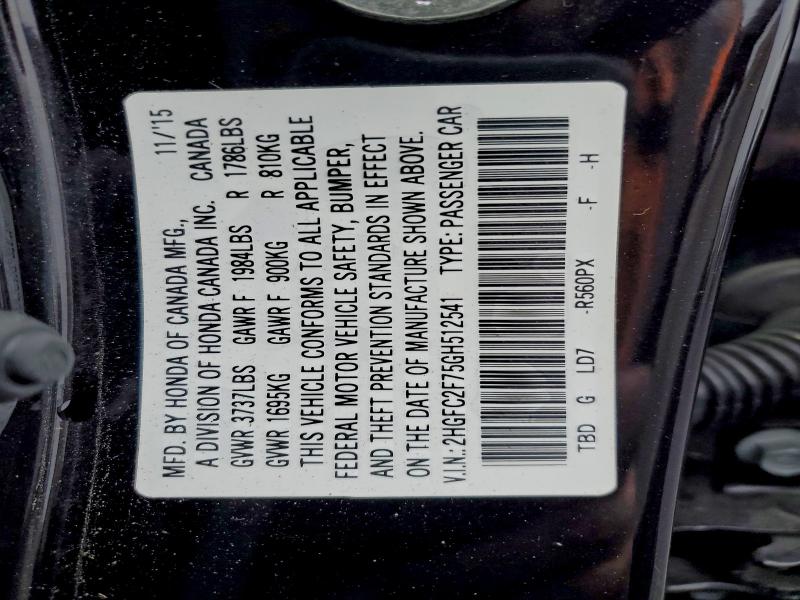 MFD. BY HONDA OF CANADA MFG., 11/'15
A DIVISION OF HONDA CANADA INC. CANADA
GVWR 3737LBS GAWR F 1984LBS R 1786LBS
GVWR 1695KG GAWR F 900KG R 810KG
THIS VEHICLE CONFORMS TO ALL APPLICABLE
FEDERAL MOTOR VEHICLE SAFETY, BUMPER,
AND THEFT PREVENTION STANDARDS IN EFFECT
ON THE DATE OF MANUFACTURE SHOWN ABOVE.
V.I.N.: 2HGFC2F75GH512541 TYPE: PASSENGER CAR
TBD G LD7 -R560PX -F -H